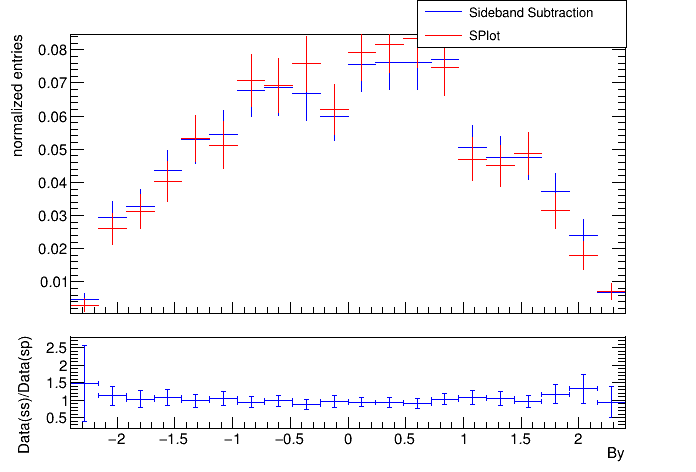 Sideband Subtraction
SPlot
normalized entries
0.08
0.07
0.06
0.05
0.04
0.03
0.02
0.01
Data(ss)/Data(sp)
2.5
2
1.5
1
0.5
−2 −1.5 −1 −0.5 0 0.5 1 1.5 2
By